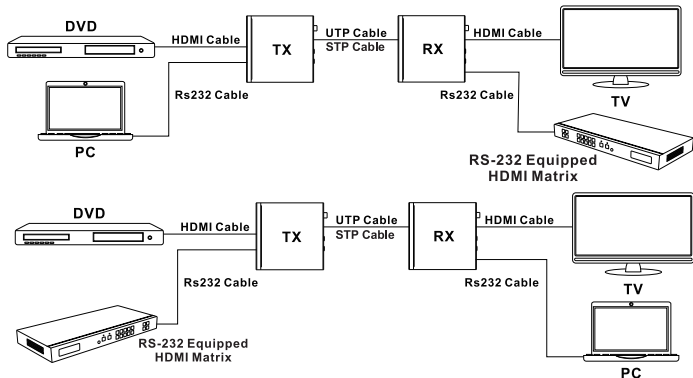 DVD
HDMI Cable
TX
UTP Cable
STP Cable
RX
HDMI Cable
Rs232 Cable
Rs232 Cable
TV
PC
RS-232 Equipped
HDMI Matrix
DVD
HDMI Cable
TX
UTP Cable
STP Cable
RX
HDMI Cable
Rs232 Cable
Rs232 Cable
TV
RS-232 Equipped
HDMI Matrix
PC